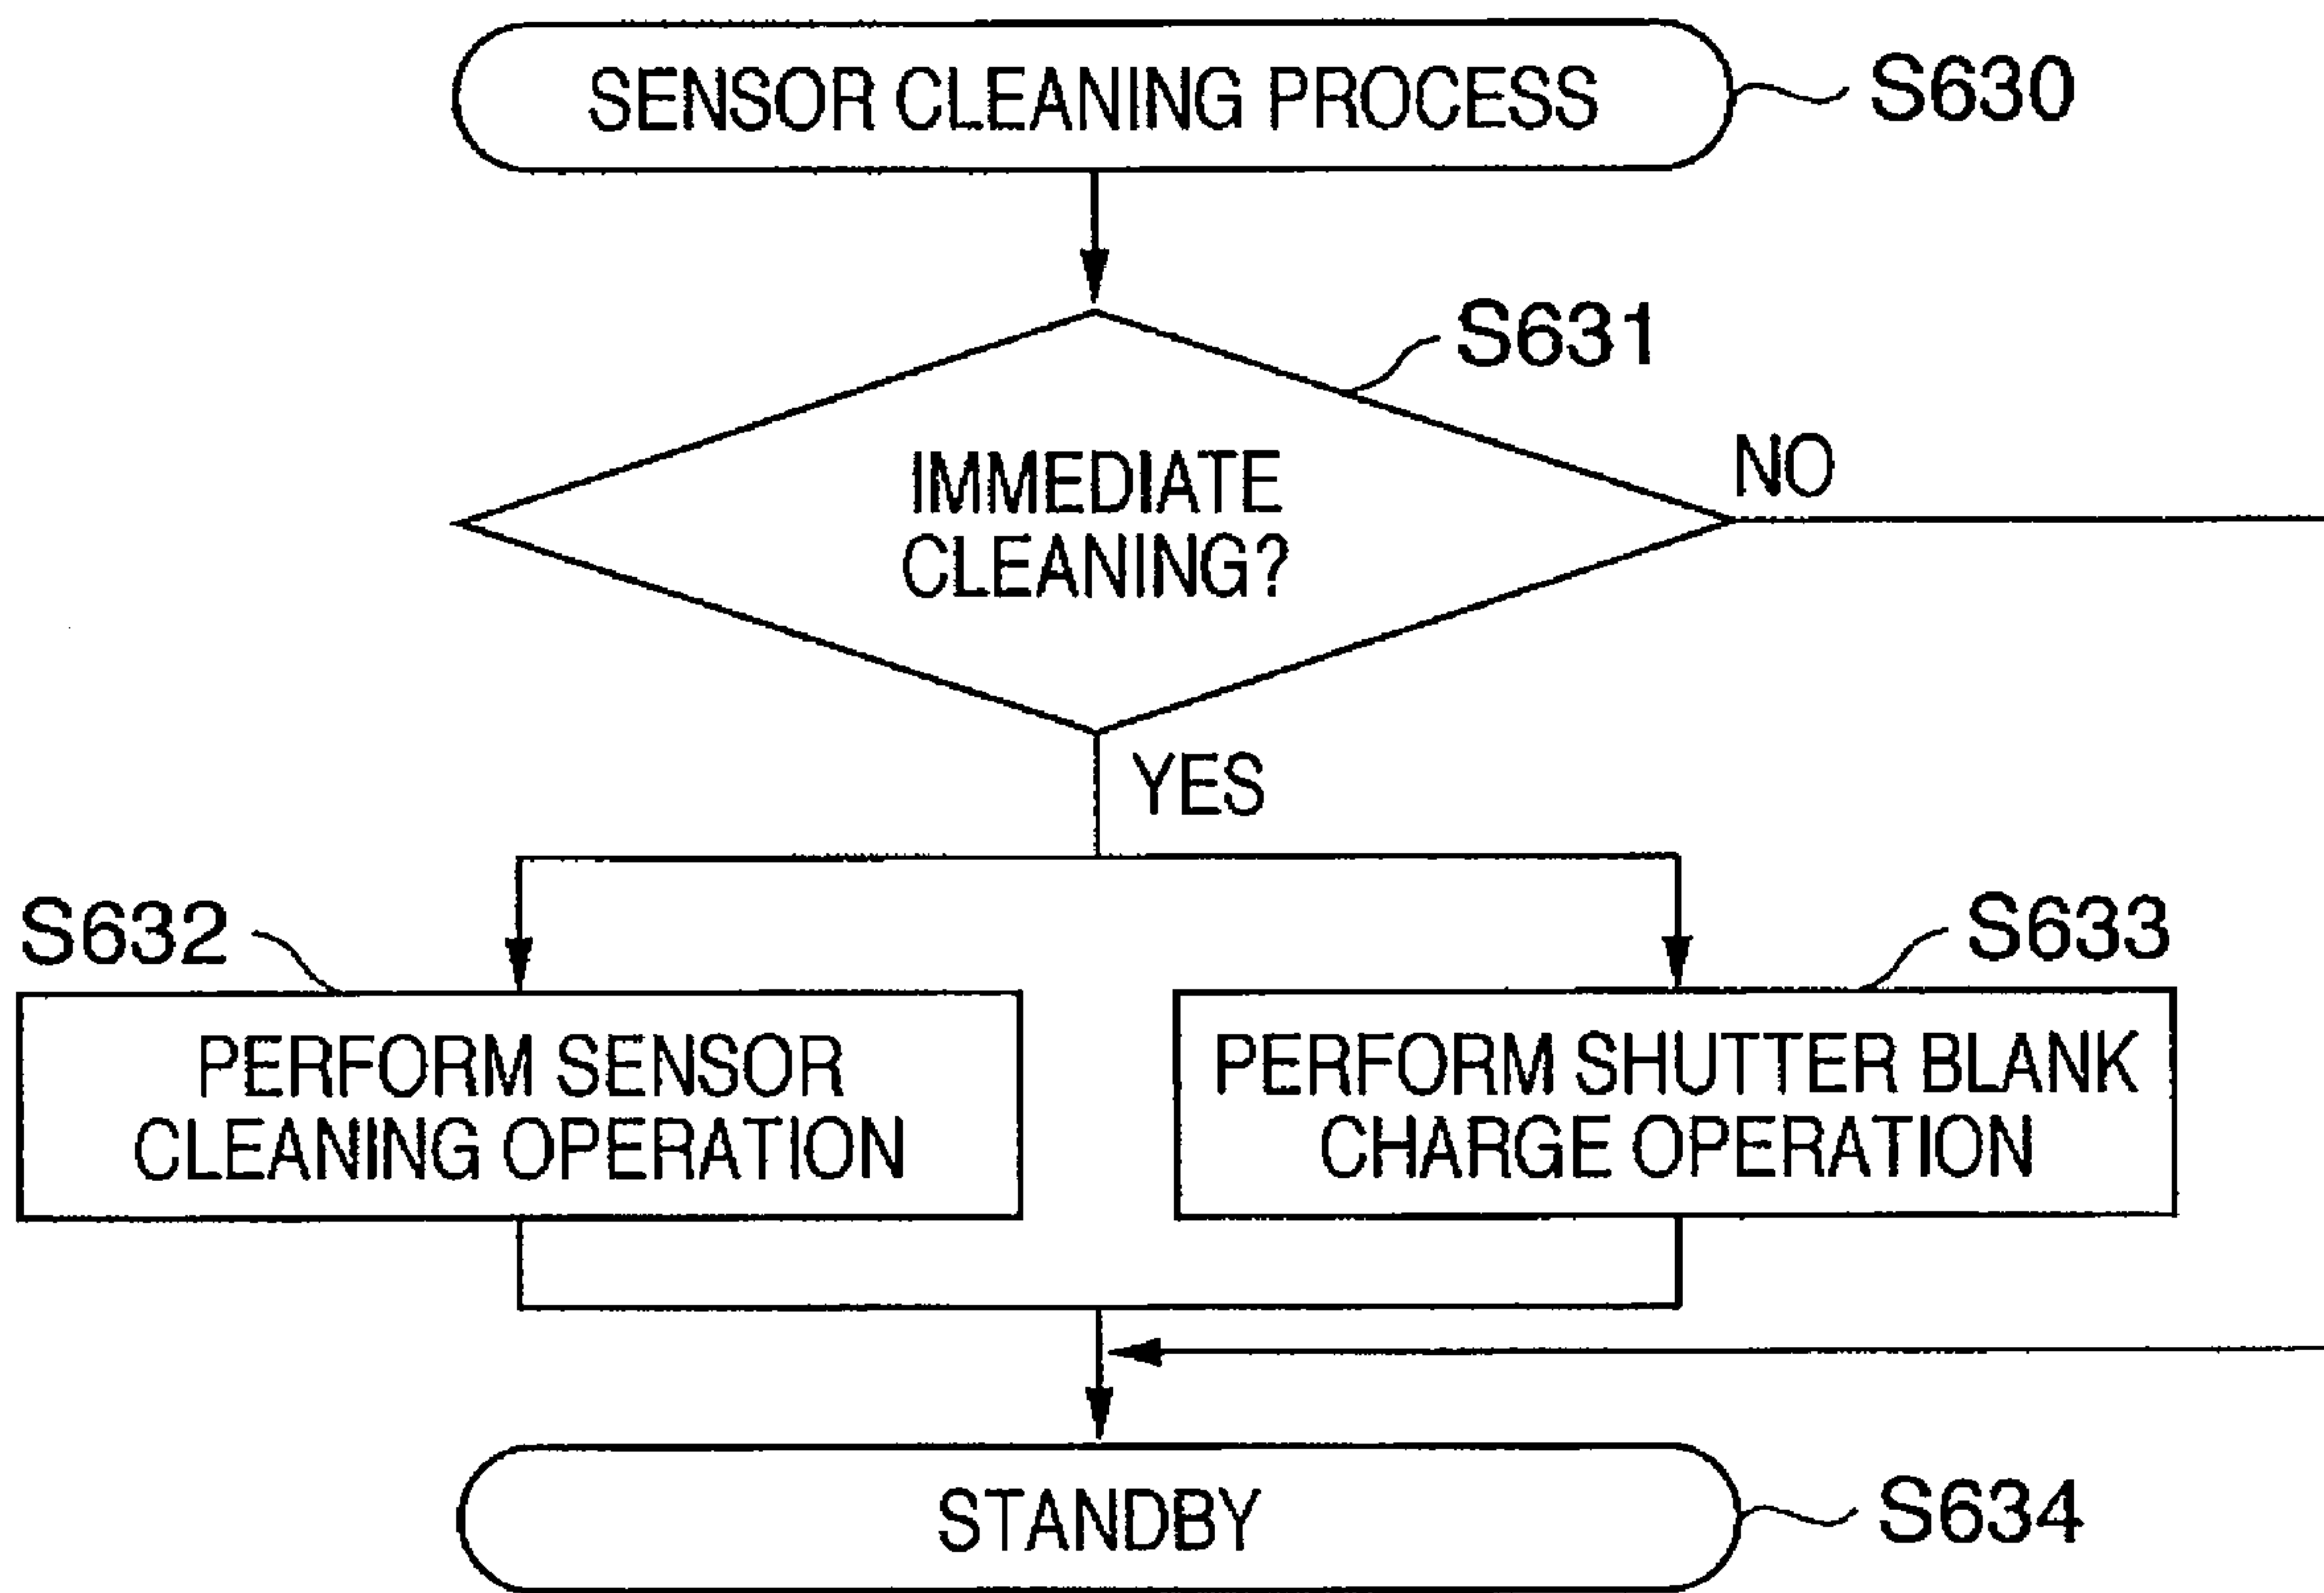 SENSOR CLEANING PROCESS
S630
S631
IMMEDIATE
CLEANING?
NO
YES
S632
S633
PERFORM SENSOR
CLEANING OPERATION
PERFORM SHUTTER BLANK
CHARGE OPERATION
STANDBY
S634